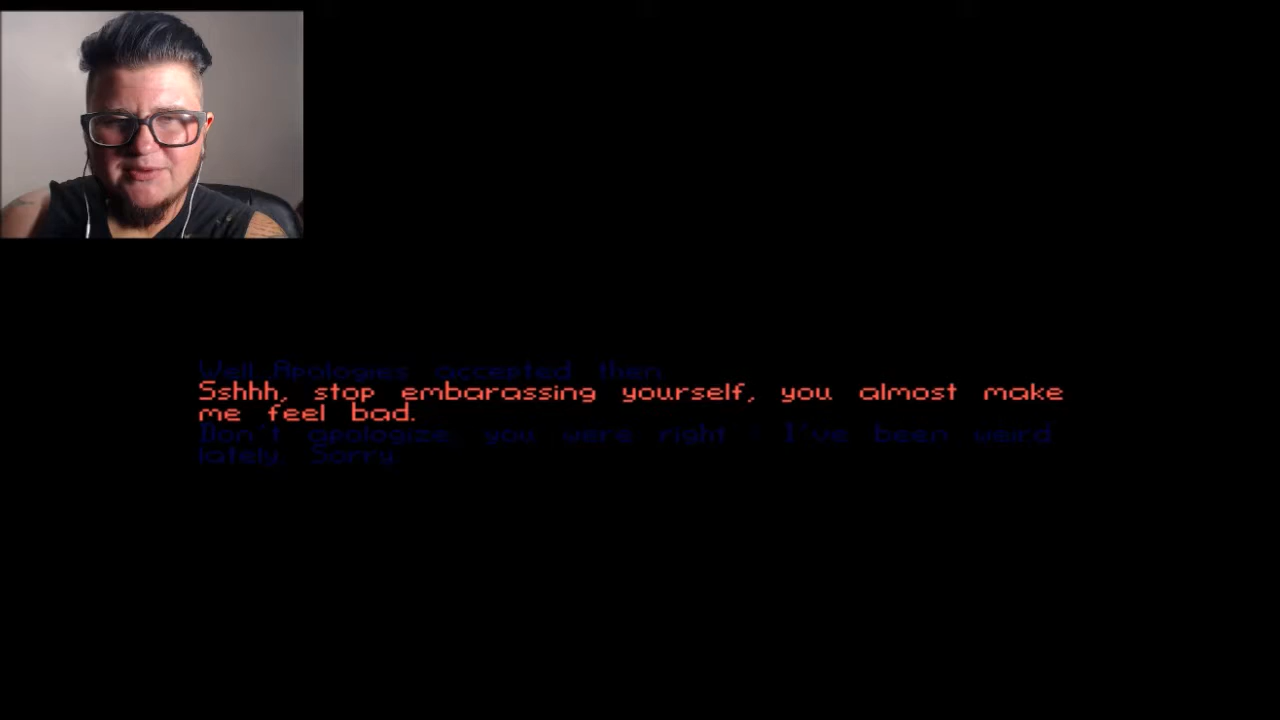 Well Apologies accepted then
Sshhh, stop embarassing yourself, you almost make
me feel bad.
Don't apologize, you were right : I've been weird
lately. Sorry